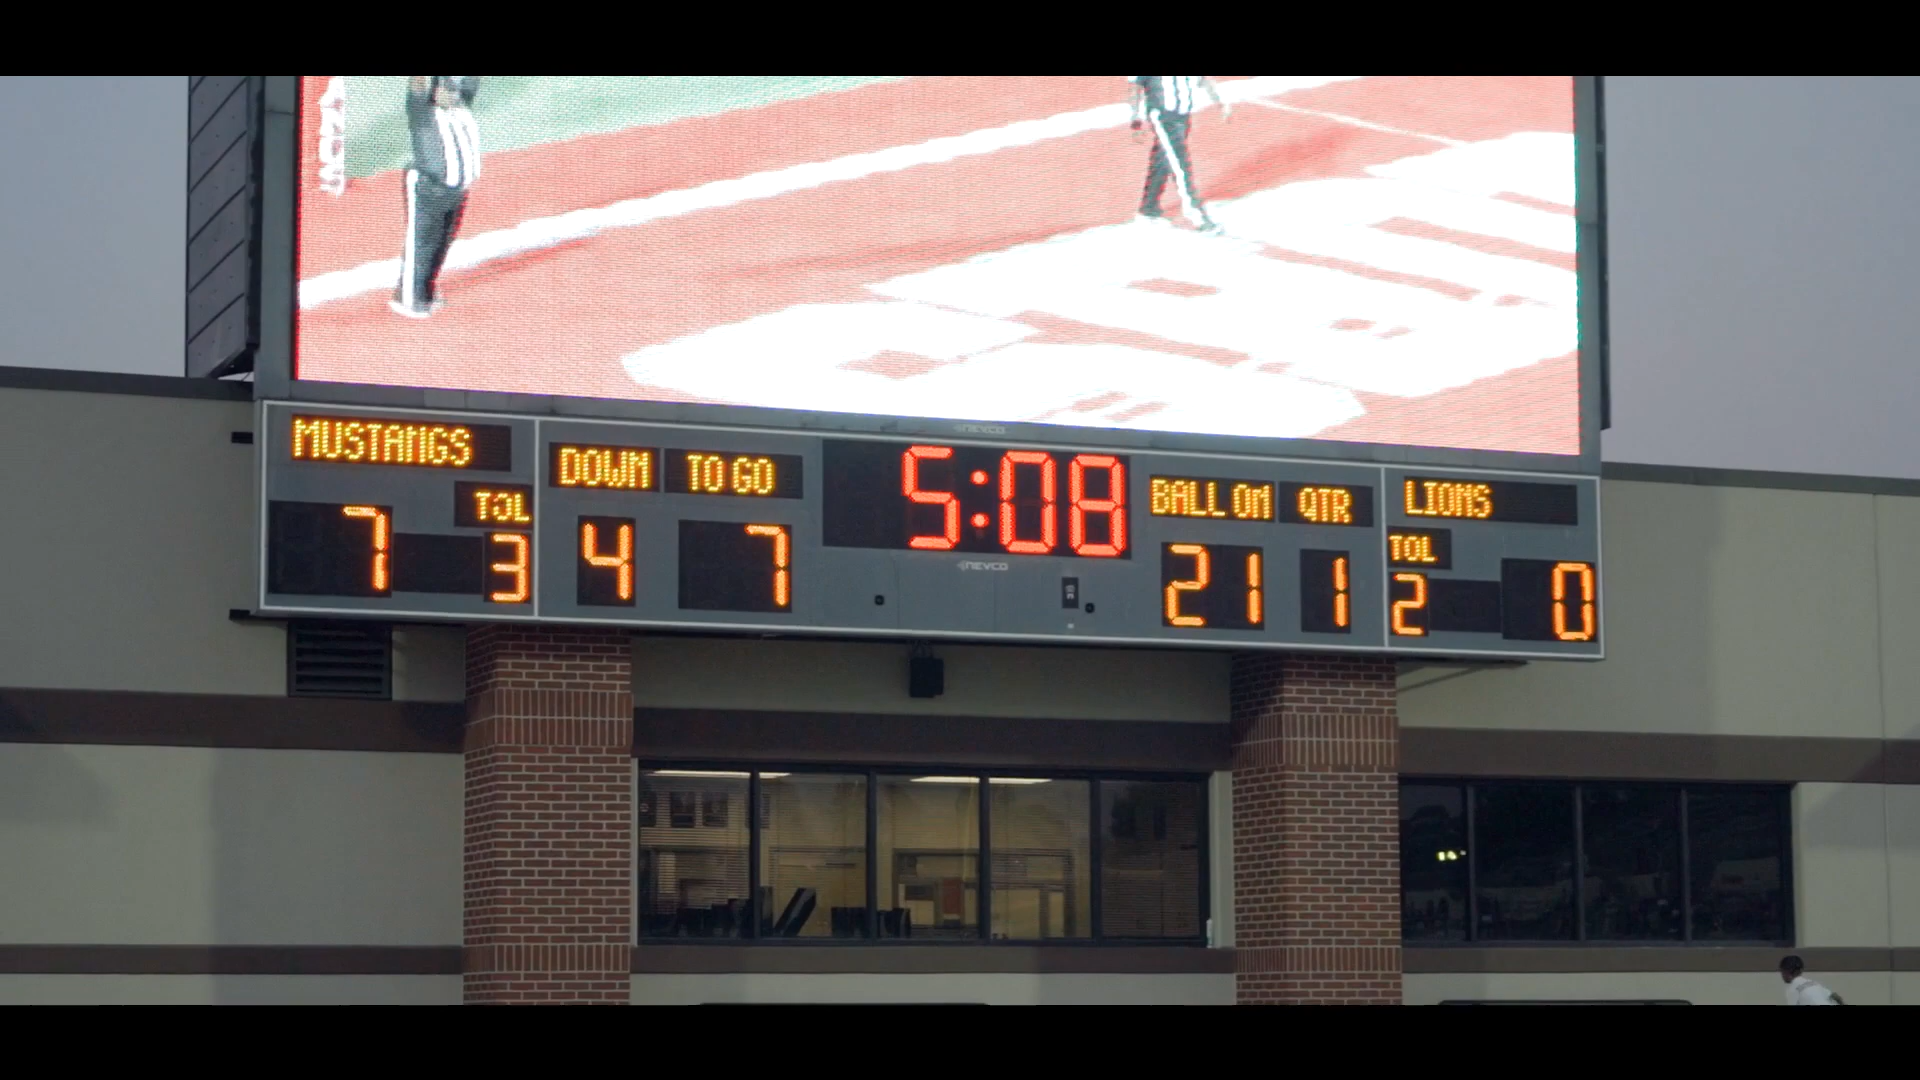 NEVCO
MUSTANGS
DOWN TO GO
5:08
BALL ON QTR
LIONS
TOL
7 3
4 7
NEVCO
21 1
TOL
2 0